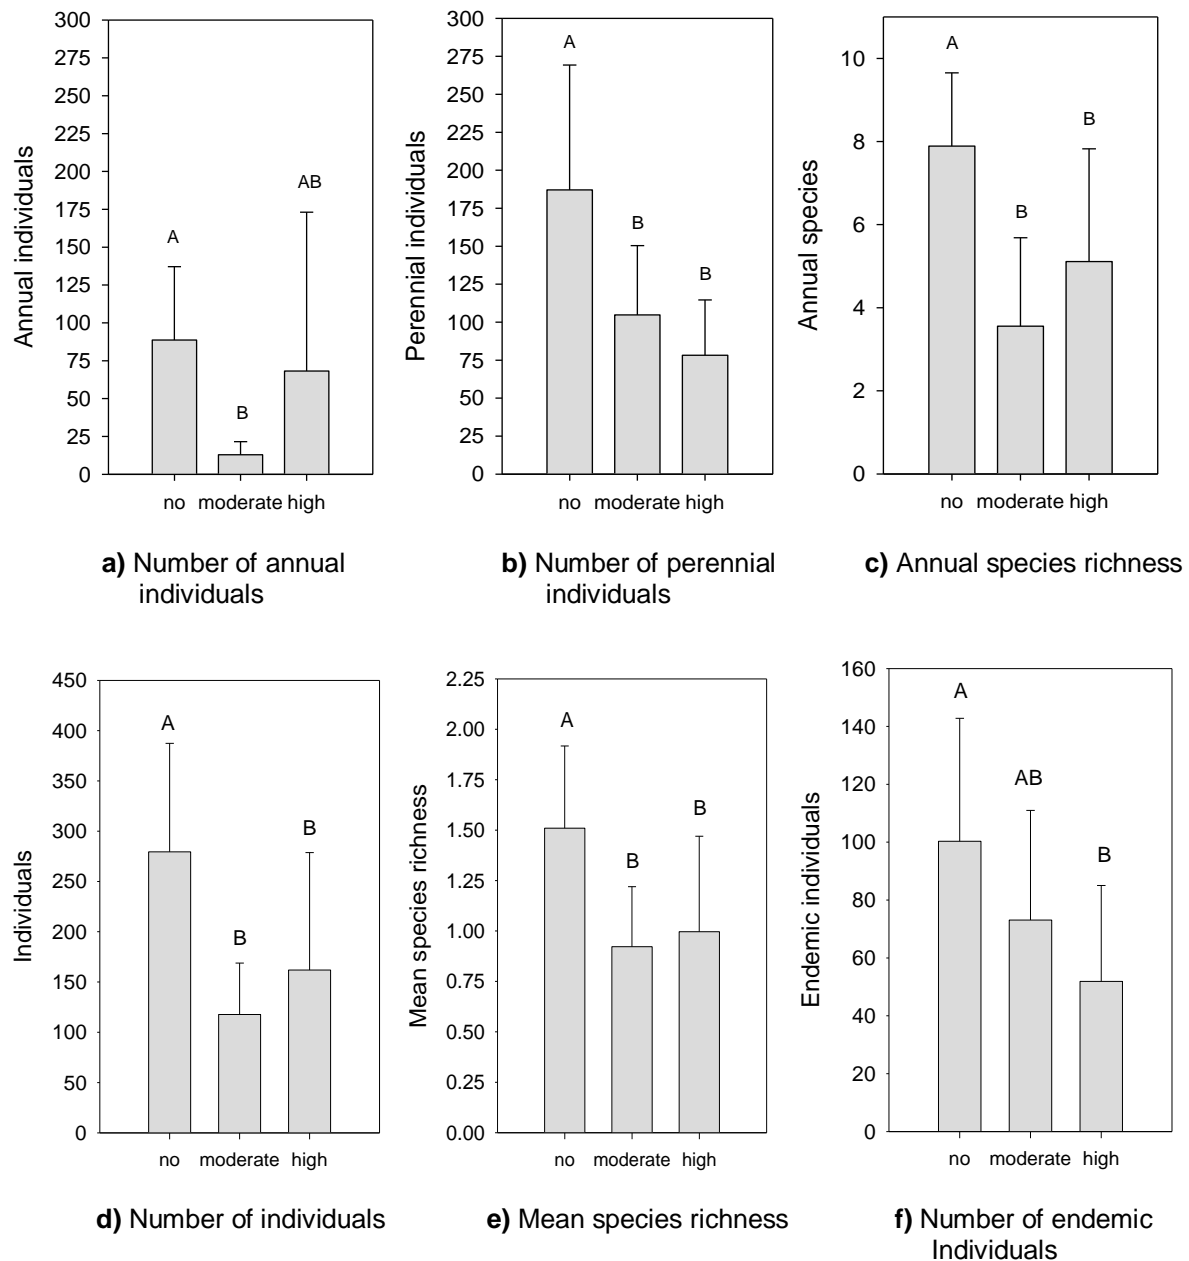 300
275
250
225
200
175
150
125
100
75
50
25
0
Annual individuals
A
B
AB
no moderate high
a) Number of annual
individuals
300
275
250
225
200
175
150
125
100
75
50
25
0
Perennial individuals
A
B
B
no moderate high
b) Number of perennial
individuals
10
8
6
4
2
0
Annual species
A
B
B
no moderate high
c) Annual species richness
450
400
350
300
250
200
150
100
50
0
Individuals
A
B
B
no moderate high
d) Number of individuals
2.25
2.00
1.75
1.50
1.25
1.00
0.75
0.50
0.25
0.00
Mean species richness
A
B
B
no moderate high
e) Mean species richness
160
140
120
100
80
60
40
20
0
Endemic individuals
A
AB
B
no moderate high
f) Number of endemic
Individuals